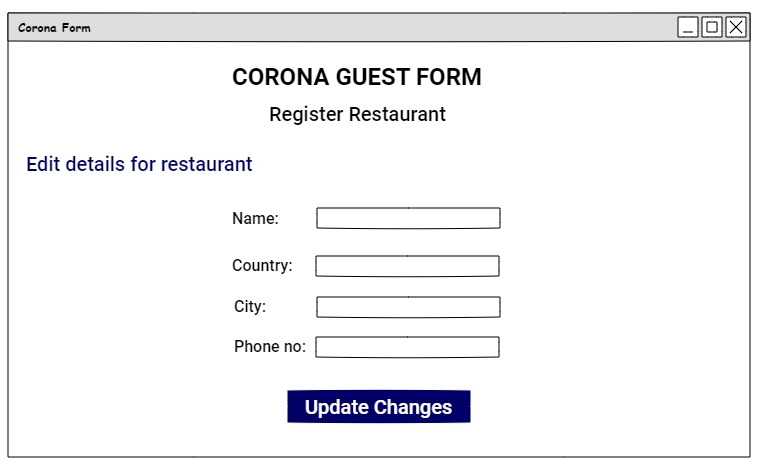 Corona Form
CORONA GUEST FORM
Register Restaurant
Edit details for restaurant
Name:
Country:
City:
Phone no:
Update Changes